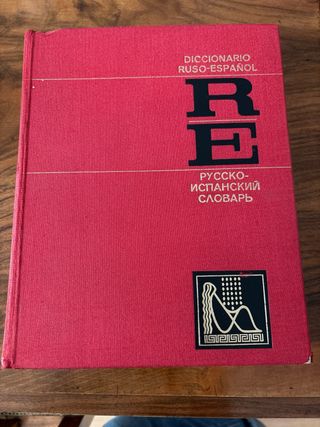 DICCIONARIO
RUSO-ESPAÑOL
R
E
РУССКО-
ИСПАНСКИЙ
СЛОВАРЬ